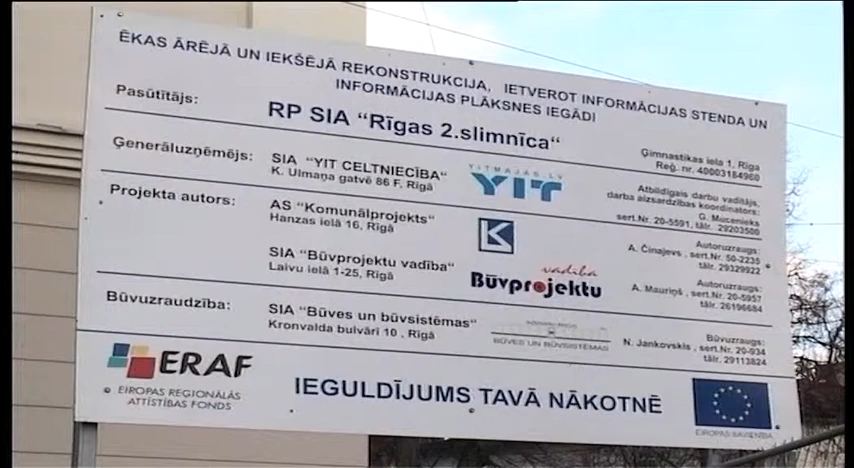 ĒKAS ĀRĒJĀ UN IEKŠĒJĀ REKONSTRUKCIJA, IETVEROT INFORMĀCIJAS STENDA UN
INFORMĀCIJAS PLĀKSNES IEGĀDI
Pasūtītājs:
RP SIA “Rīgas 2.slimnīca“
Ģimnastikas iela 1, Rīga
Reģ. nr. 40003184960
Ģenerāluzņēmējs:
SIA “YIT CELTNIECĪBA“
K. Ulmaņa gatve 86 F, Rīgā
YITMAJAS.LV
YIT
Atbildīgais darbu vadītājs,
darba aizsardzības koordinators:
G. Mucenieks
sert.Nr. 20-5591, tālr. 29203500
Projekta autors:
AS “Komunālprojekts“
Hanzas ielā 16, Rīgā
K
Autoruzraugs:
A. Činajevs, sert.Nr. 50-2235
tālr. 29329922
SIA “Būvprojektu vadība“
Laivu ielā 1-25, Rīgā
vadība
Būvprojektu
Autoruzraugs:
A. Mauriņš, sert.Nr. 20-5957
tālr. 26196684
Būvuzraudzība:
SIA “Būves un būvsistēmas“
Kronvalda bulvārī 10, Rīgā
BŪVES UN BŪVSISTĒMAS
Būvuzraugs:
N. Jankovskis, sert.Nr. 20-934
tālr. 29113824
ERAF
EIROPAS REGIONĀLĀS
ATTĪSTĪBAS FONDS
IEGULDĪJUMS TAVĀ NĀKOTNĒ
EIROPAS SAVIENĪBA